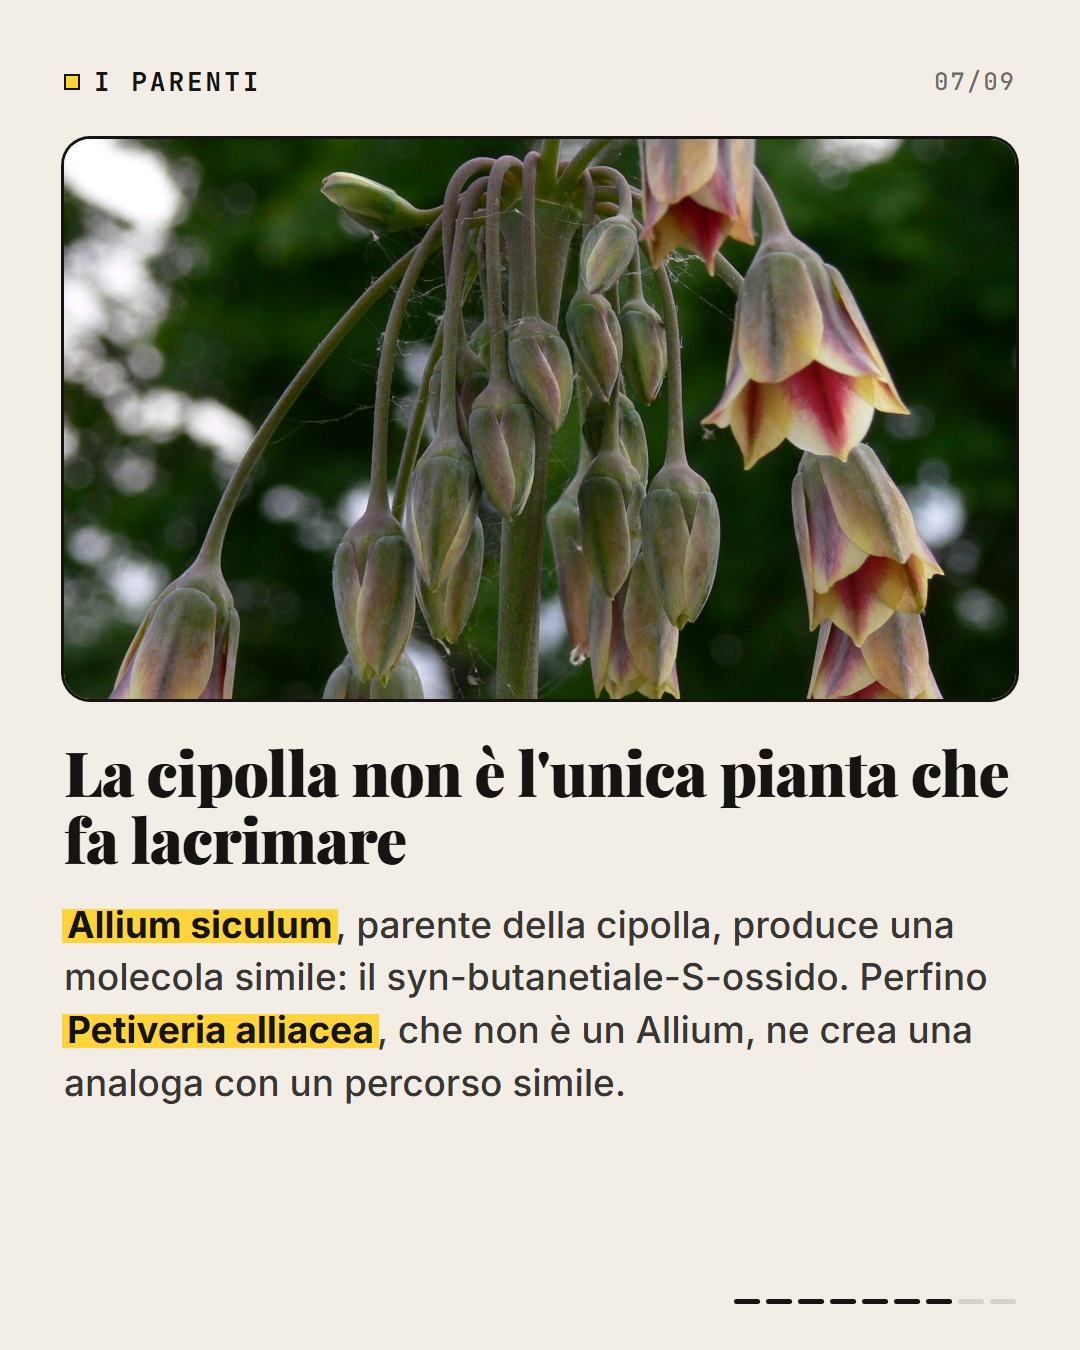 I PARENTI
07/09
La cipolla non è l'unica pianta che
fa lacrimare
Allium siculum, parente della cipolla, produce una
molecola simile: il syn-butanetiale-S-ossido. Perfino
Petiveria alliacea, che non è un Allium, ne crea una
analoga con un percorso simile.